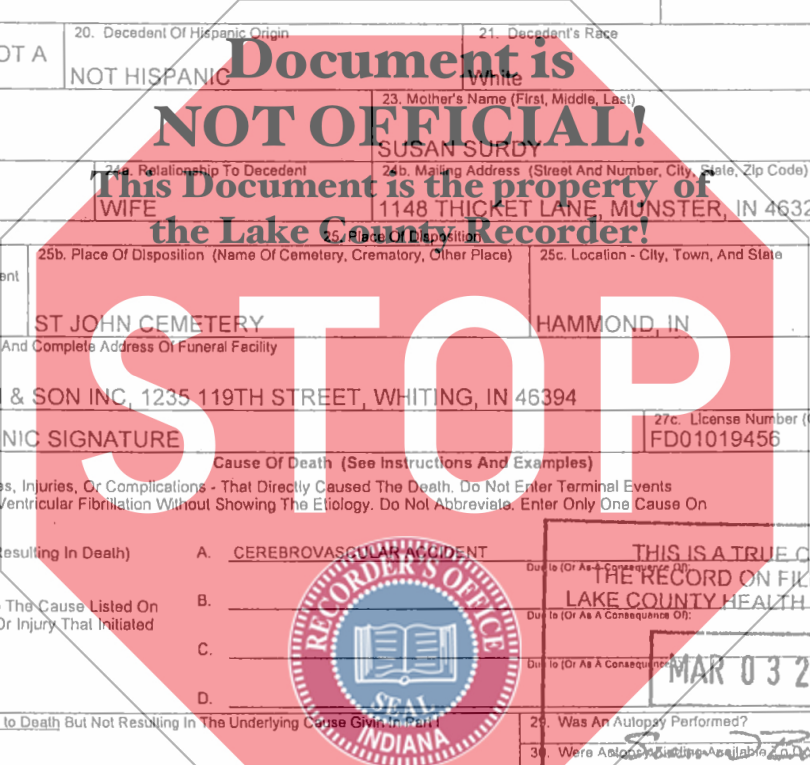 20. Decedent Of Hispanic Origin
21. Decedent's Race
OT A
NOT HISPANIC
White
Document is
NOT OFFICIAL!
This Document is the property of
the Lake County Recorder!
23. Mother's Name (First, Middle, Last)
SUSAN SURDY
24a. Relationship To Decedent
24b. Mailing Address (Street And Number, City, State, Zip Code)
WIFE
1148 THICKET LANE, MUNSTER, IN 4632
25. Place Of Disposition
25b. Place Of Disposition (Name Of Cemetery, Crematory, Other Place)
25c. Location - City, Town, And State
ent
ST JOHN CEMETERY
HAMMOND, IN
STOP
And Complete Address Of Funeral Facility
& SON INC, 1235 119TH STREET, WHITING, IN 46394
27c. License Number (
NIC SIGNATURE
FD01019456
Cause Of Death (See Instructions And Examples)
es, Injuries, Or Complications - That Directly Caused The Death. Do Not Enter Terminal Events
Ventricular Fibrillation Without Showing The Etiology. Do Not Abbreviate. Enter Only One Cause On
esulting In Death)
A. CEREBROVASCULAR ACCIDENT
Due to (Or As A Consequence Of):
THIS IS A TRUE C
THE RECORD ON FIL
LAKE COUNTY HEALTH
The Cause Listed On
Or Injury That Initiated
B.
Due to (Or As A Consequence Of):
C.
Due to (Or As A Consequence Of):
MAR 03 2
D.
RECORDER'S OFFICE
SEAL
INDIANA
to Death But Not Resulting In The Underlying Cause Givin In Part I
29. Was An Autopsy Performed?
30. Were Autopsy Available To